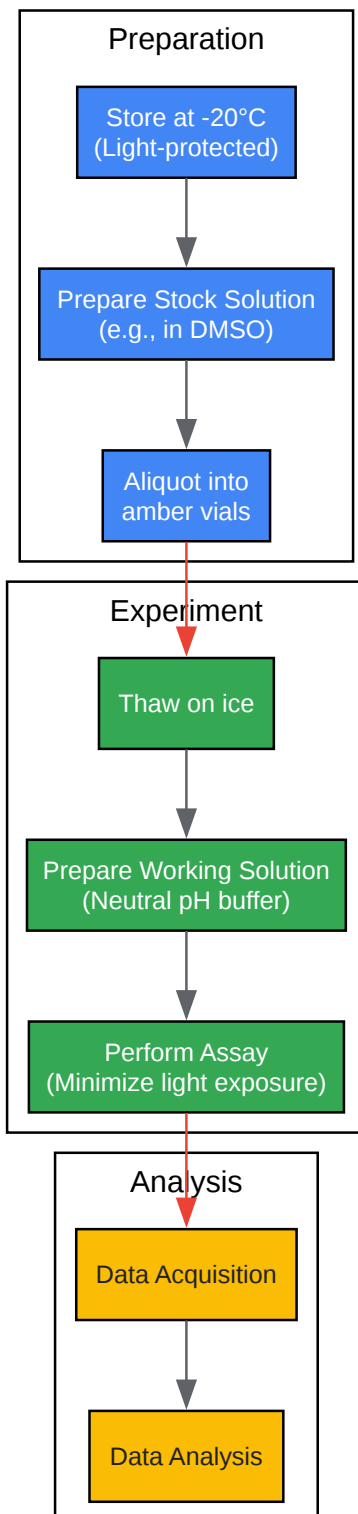 Preparation
Store at -20°C
(Light-protected)
Prepare Stock Solution
(e.g., in DMSO)
Aliquot into
amber vials
Experiment
Thaw on ice
Prepare Working Solution
(Neutral pH buffer)
Perform Assay
(Minimize light exposure)
Analysis
Data Acquisition
Data Analysis